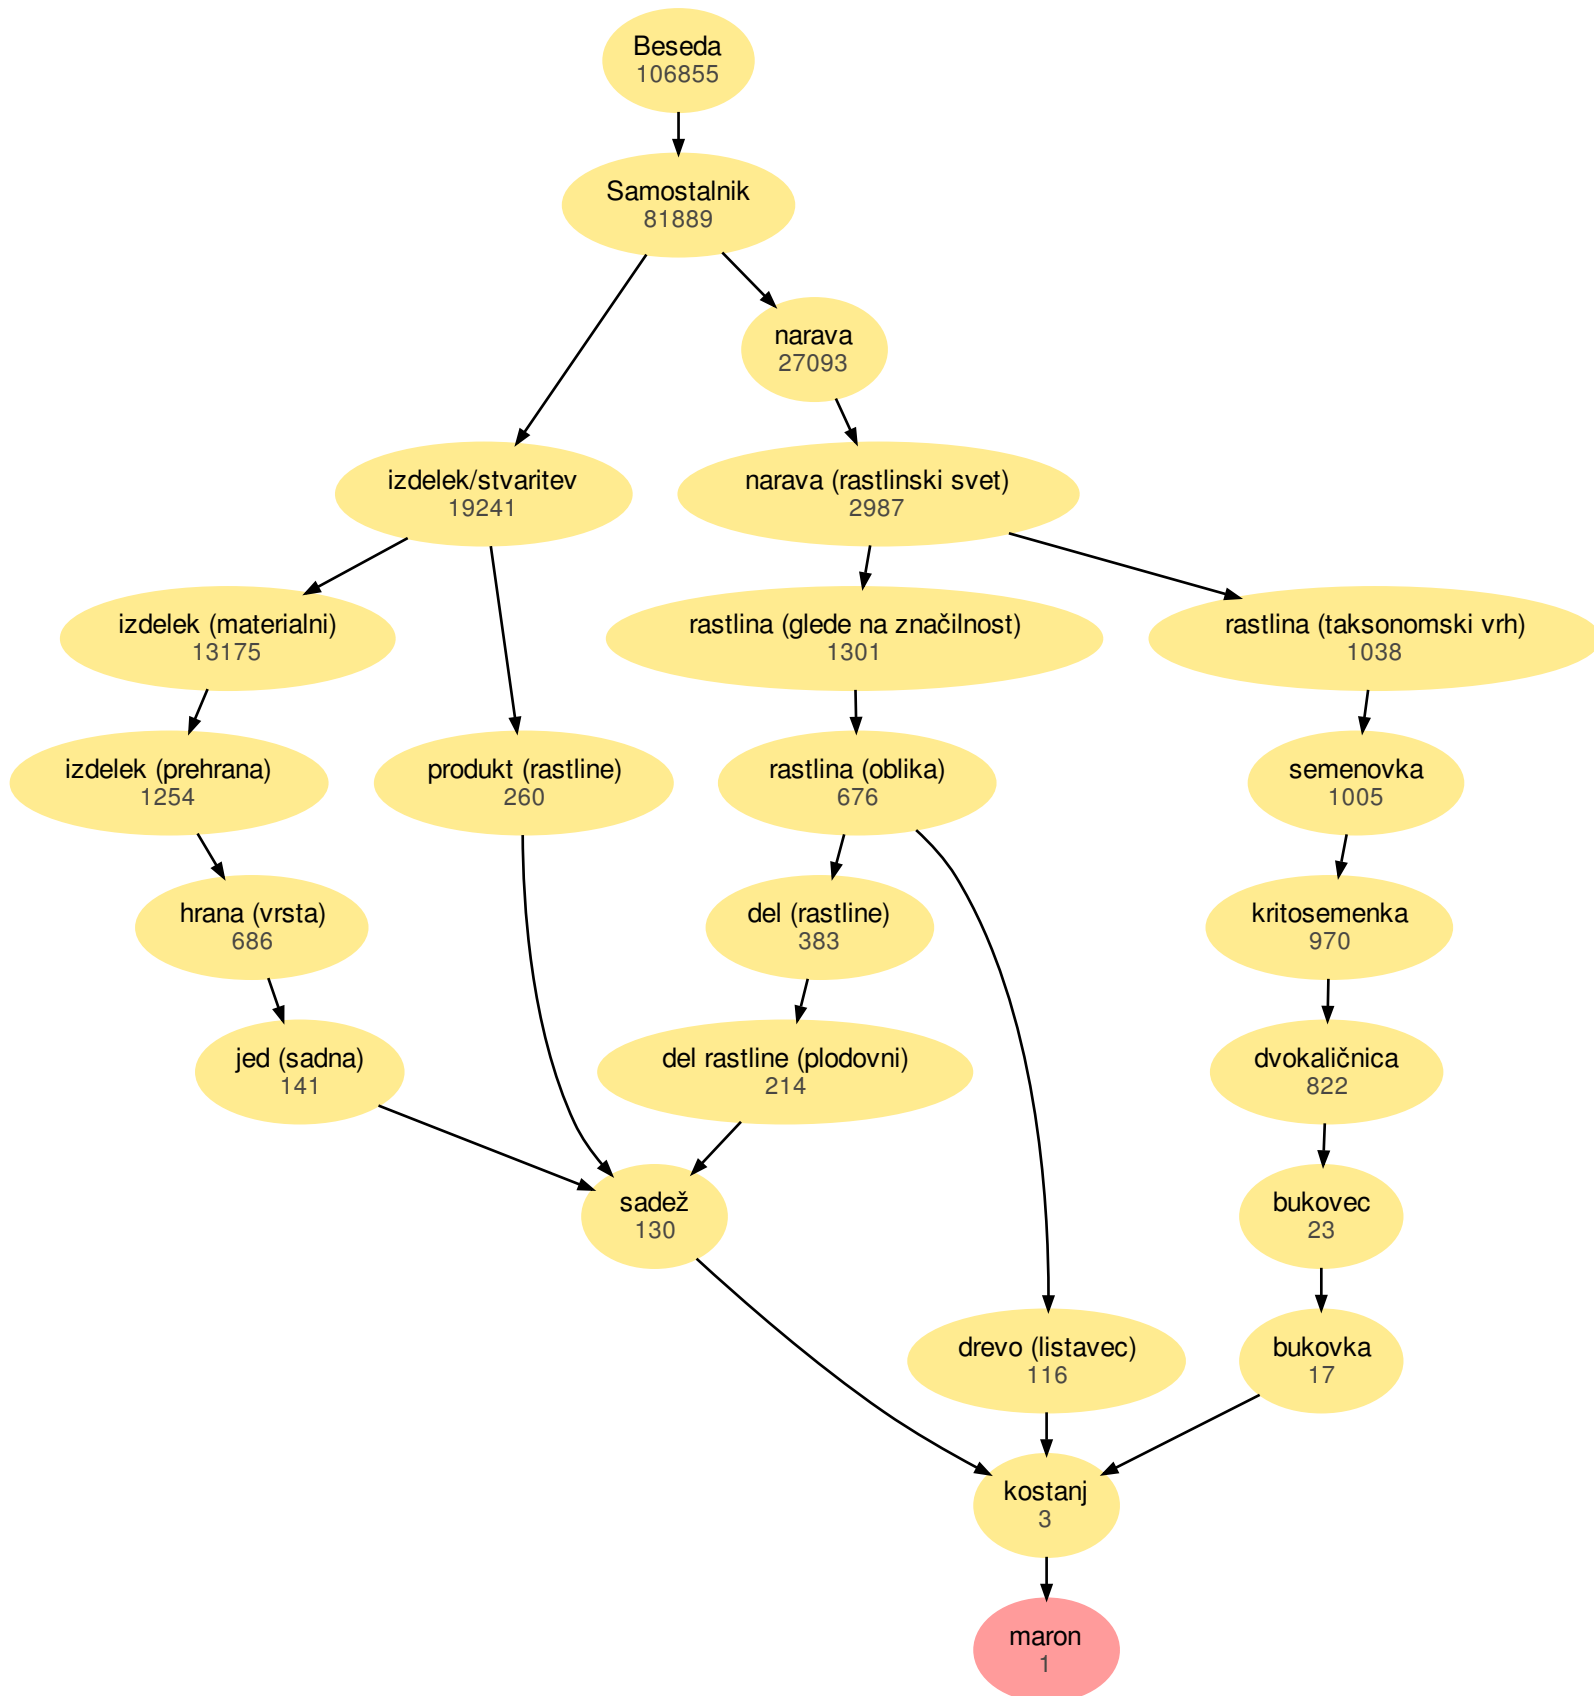 Beseda
106855
Samostalnik
81889
narava
27093
izdelek/stvaritev
19241
narava (rastlinski svet)
2987
izdelek (materialni)
13175
rastlina (glede na značilnost)
1301
rastlina (taksonomski vrh)
1038
izdelek (prehrana)
1254
produkt (rastline)
260
rastlina (oblika)
676
semenovka
1005
hrana (vrsta)
686
del (rastline)
383
kritosemenka
970
jed (sadna)
141
del rastline (plodovni)
214
dvokaličnica
822
sadež
130
bukovec
23
drevo (listavec)
116
bukovka
17
kostanj
3
maron
1